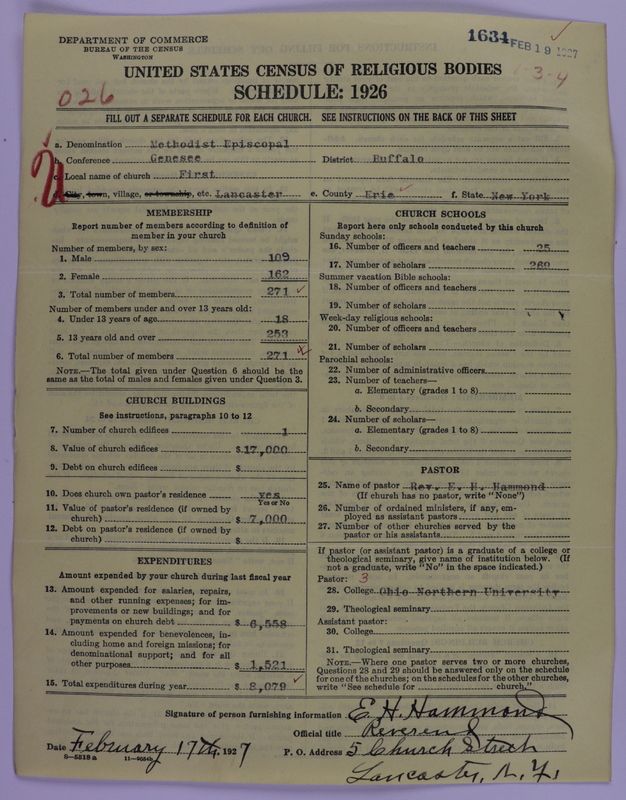 DEPARTMENT OF COMMERCE
BUREAU OF THE CENSUS
WASHINGTON
1631 FEB 19 1927
3-4
UNITED STATES CENSUS OF RELIGIOUS BODIES
SCHEDULE: 1926
026
FILL OUT A SEPARATE SCHEDULE FOR EACH CHURCH. SEE INSTRUCTIONS ON THE BACK OF THIS SHEET
a. Denomination Methodist Episcopal
b. Conference Genesee District Buffalo
c. Local name of church First
d. City, town, village, or township, etc. Lancaster e. County Erie f. State New York
MEMBERSHIP
Report number of members according to definition of
member in your church
Number of members, by sex:
1. Male 109
2. Female 162
3. Total number of members 271
Number of members under and over 13 years old:
4. Under 13 years of age 18
5. 13 years old and over 253
6. Total number of members 271
NOTE.—The total given under Question 6 should be the
same as the total of males and females given under Question 3.
CHURCH BUILDINGS
See instructions, paragraphs 10 to 12
7. Number of church edifices 1
8. Value of church edifices $17,000
9. Debt on church edifices $
10. Does church own pastor's residence yes
Yes or No
11. Value of pastor's residence (if owned by
church) $ 7,000
12. Debt on pastor's residence (if owned by
church) $
EXPENDITURES
Amount expended by your church during last fiscal year
13. Amount expended for salaries, repairs,
and other running expenses; for im-
provements or new buildings; and for
payments on church debt $ 6,558
14. Amount expended for benevolences, in-
cluding home and foreign missions; for
denominational support; and for all
other purposes $ 1,521
15. Total expenditures during year $ 8,079
CHURCH SCHOOLS
Report here only schools conducted by this church
Sunday schools:
16. Number of officers and teachers 25
17. Number of scholars 260
Summer vacation Bible schools:
18. Number of officers and teachers
19. Number of scholars
Week-day religious schools:
20. Number of officers and teachers
21. Number of scholars
Parochial schools:
22. Number of administrative officers
23. Number of teachers—
a. Elementary (grades 1 to 8)
b. Secondary
24. Number of scholars—
a. Elementary (grades 1 to 8)
b. Secondary
PASTOR
25. Name of pastor Rev. E. H. Hammond
(If church has no pastor, write "None")
26. Number of ordained ministers, if any, em-
ployed as assistant pastors
27. Number of other churches served by the
pastor or his assistants
If pastor (or assistant pastor) is a graduate of a college or
theological seminary, give name of institution below. (If
not a graduate, write "No" in the space indicated.)
Pastor: 3
28. College Ohio Northern University
29. Theological seminary
Assistant pastor:
30. College
31. Theological seminary
NOTE.—Where one pastor serves two or more churches,
Questions 28 and 29 should be answered only on the schedule
for one of the churches; on the schedules for the other churches,
write "See schedule for church."
Signature of person furnishing information E. H. Hammond
Official title Reverend
Date February 17th, 1927 P. O. Address 5 Church Street
8—5518a
Lancaster, N. Y.